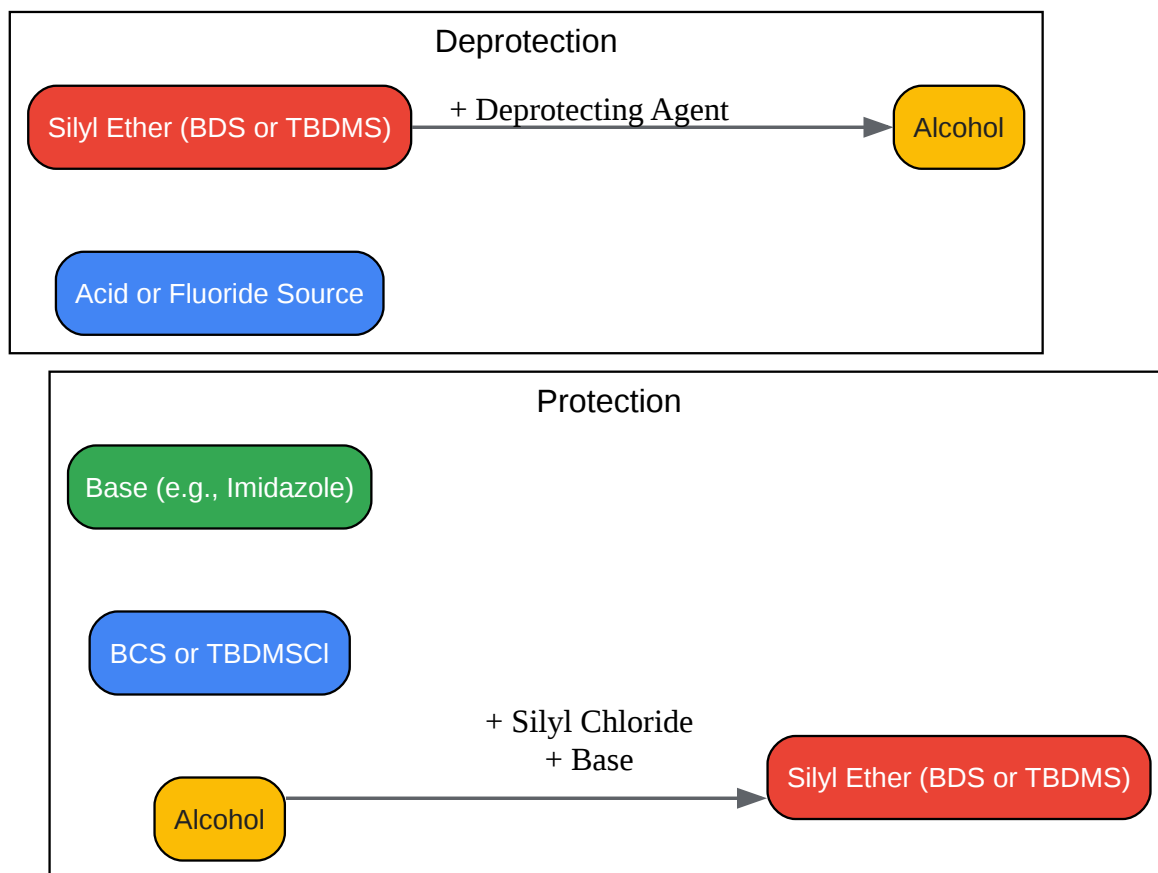 Deprotection
Silyl Ether (BDS or TBDMS)
+ Deprotecting Agent
Alcohol
Acid or Fluoride Source
Protection
Base (e.g., Imidazole)
BCS or TBDMSCl
+ Silyl Chloride
+ Base
Silyl Ether (BDS or TBDMS)
Alcohol